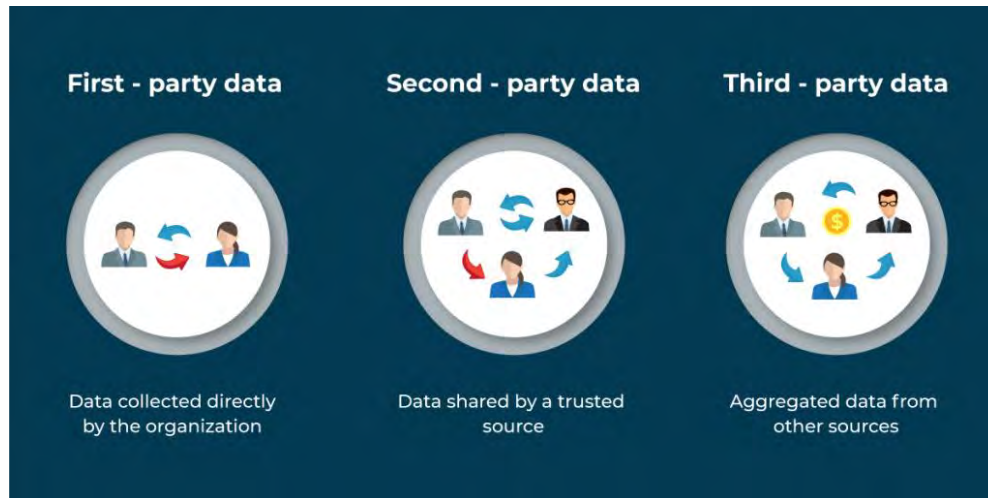 First - party data
Second - party data
Third - party data
$
Data collected directly
by the organization
Data shared by a trusted
source
Aggregated data from
other sources